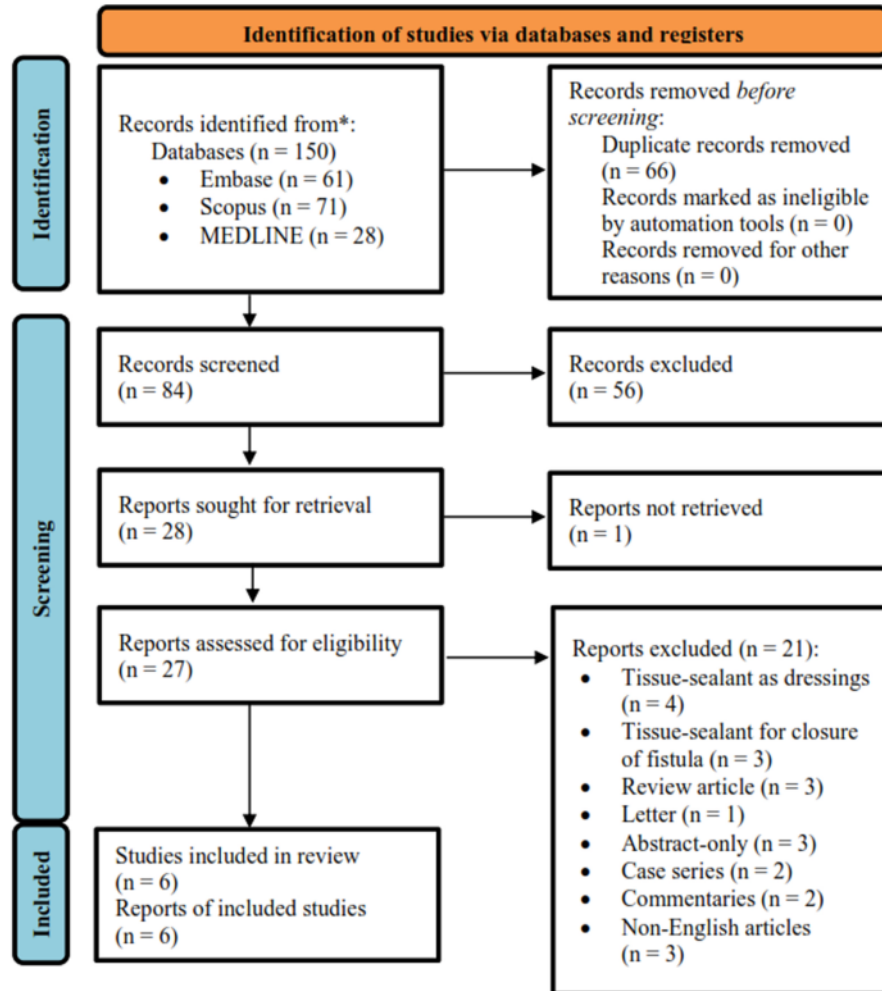 Identification of studies via databases and registers
Identification
Records identified from*:
Databases (n = 150)
• Embase (n = 61)
• Scopus (n = 71)
• MEDLINE (n = 28)
Records removed before
screening:
Duplicate records removed
(n = 66)
Records marked as ineligible
by automation tools (n = 0)
Records removed for other
reasons (n = 0)
Screening
Records screened
(n = 84)
Records excluded
(n = 56)
Reports sought for retrieval
(n = 28)
Reports not retrieved
(n = 1)
Reports assessed for eligibility
(n = 27)
Reports excluded (n = 21):
• Tissue-sealant as dressings
(n = 4)
• Tissue-sealant for closure
of fistula (n = 3)
• Review article (n = 3)
• Letter (n = 1)
• Abstract-only (n = 3)
• Case series (n = 2)
• Commentaries (n = 2)
• Non-English articles
(n = 3)
Included
Studies included in review
(n = 6)
Reports of included studies
(n = 6)